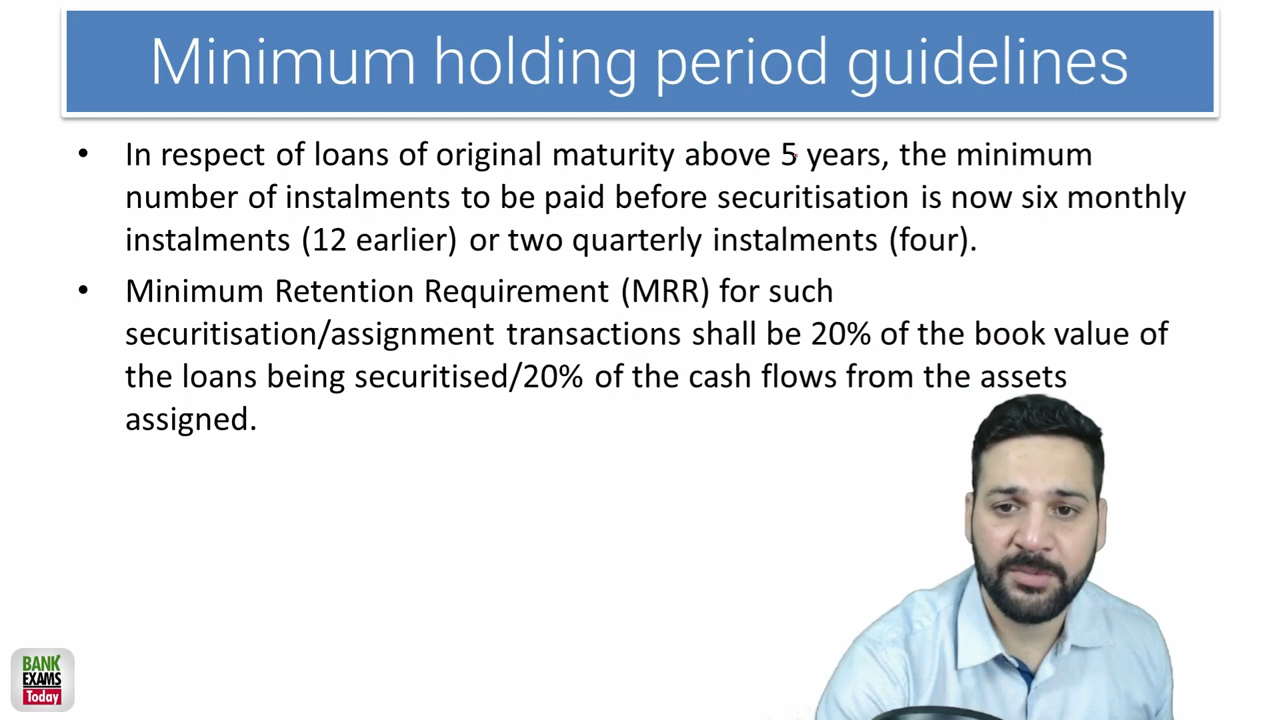 Minimum holding period guidelines
• In respect of loans of original maturity above 5 years, the minimum
number of instalments to be paid before securitisation is now six monthly
instalments (12 earlier) or two quarterly instalments (four).
• Minimum Retention Requirement (MRR) for such
securitisation/assignment transactions shall be 20% of the book value of
the loans being securitised/20% of the cash flows from the assets
assigned.
BANK
EXAMS
Today